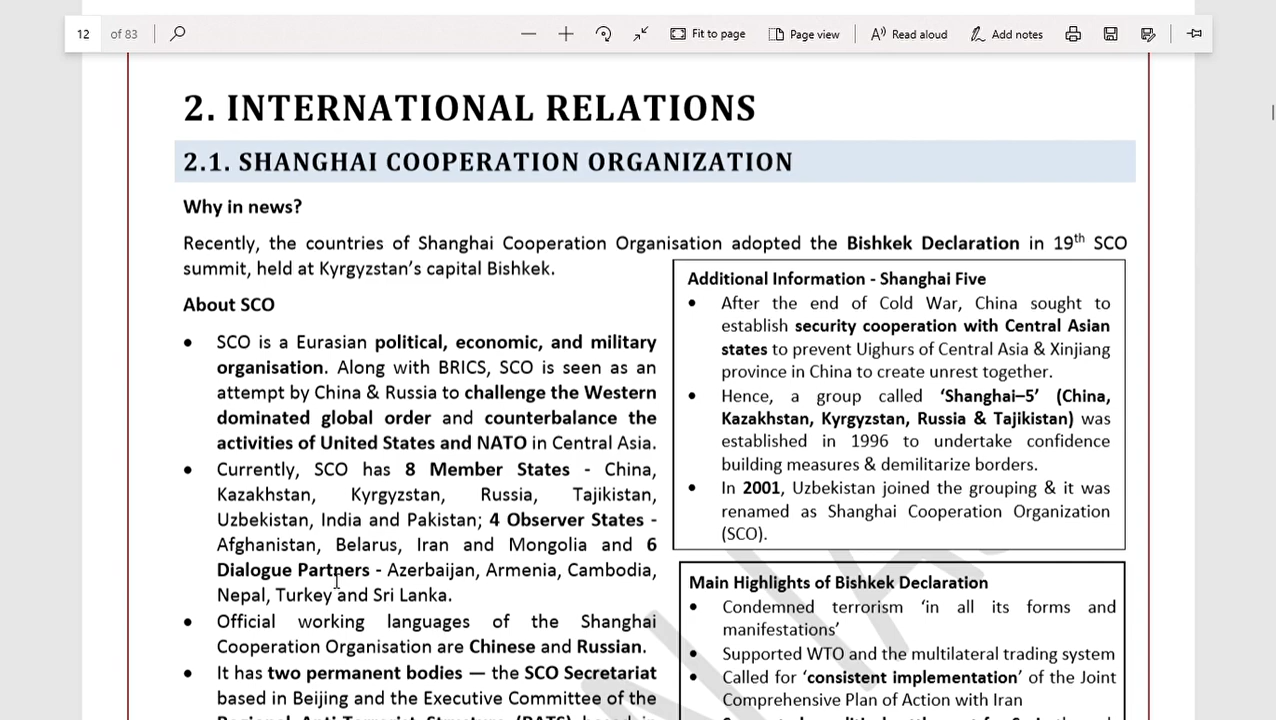 12 of 83 Fit to page Page view Read aloud Add notes
2. INTERNATIONAL RELATIONS
2.1. SHANGHAI COOPERATION ORGANIZATION
Why in news?
Recently, the countries of Shanghai Cooperation Organisation adopted the Bishkek Declaration in 19th SCO
summit, held at Kyrgyzstan's capital Bishkek.
About SCO
• SCO is a Eurasian political, economic, and military
organisation. Along with BRICS, SCO is seen as an
attempt by China & Russia to challenge the Western
dominated global order and counterbalance the
activities of United States and NATO in Central Asia.
• Currently, SCO has 8 Member States - China,
Kazakhstan, Kyrgyzstan, Russia, Tajikistan,
Uzbekistan, India and Pakistan; 4 Observer States -
Afghanistan, Belarus, Iran and Mongolia and 6
Dialogue Partners - Azerbaijan, Armenia, Cambodia,
Nepal, Turkey and Sri Lanka.
• Official working languages of the Shanghai
Cooperation Organisation are Chinese and Russian.
• It has two permanent bodies — the SCO Secretariat
based in Beijing and the Executive Committee of the
Additional Information - Shanghai Five
• After the end of Cold War, China sought to
establish security cooperation with Central Asian
states to prevent Uighurs of Central Asia & Xinjiang
province in China to create unrest together.
• Hence, a group called 'Shanghai–5' (China,
Kazakhstan, Kyrgyzstan, Russia & Tajikistan) was
established in 1996 to undertake confidence
building measures & demilitarize borders.
• In 2001, Uzbekistan joined the grouping & it was
renamed as Shanghai Cooperation Organization
(SCO).
Main Highlights of Bishkek Declaration
• Condemned terrorism 'in all its forms and
manifestations'
• Supported WTO and the multilateral trading system
• Called for 'consistent implementation' of the Joint
Comprehensive Plan of Action with Iran